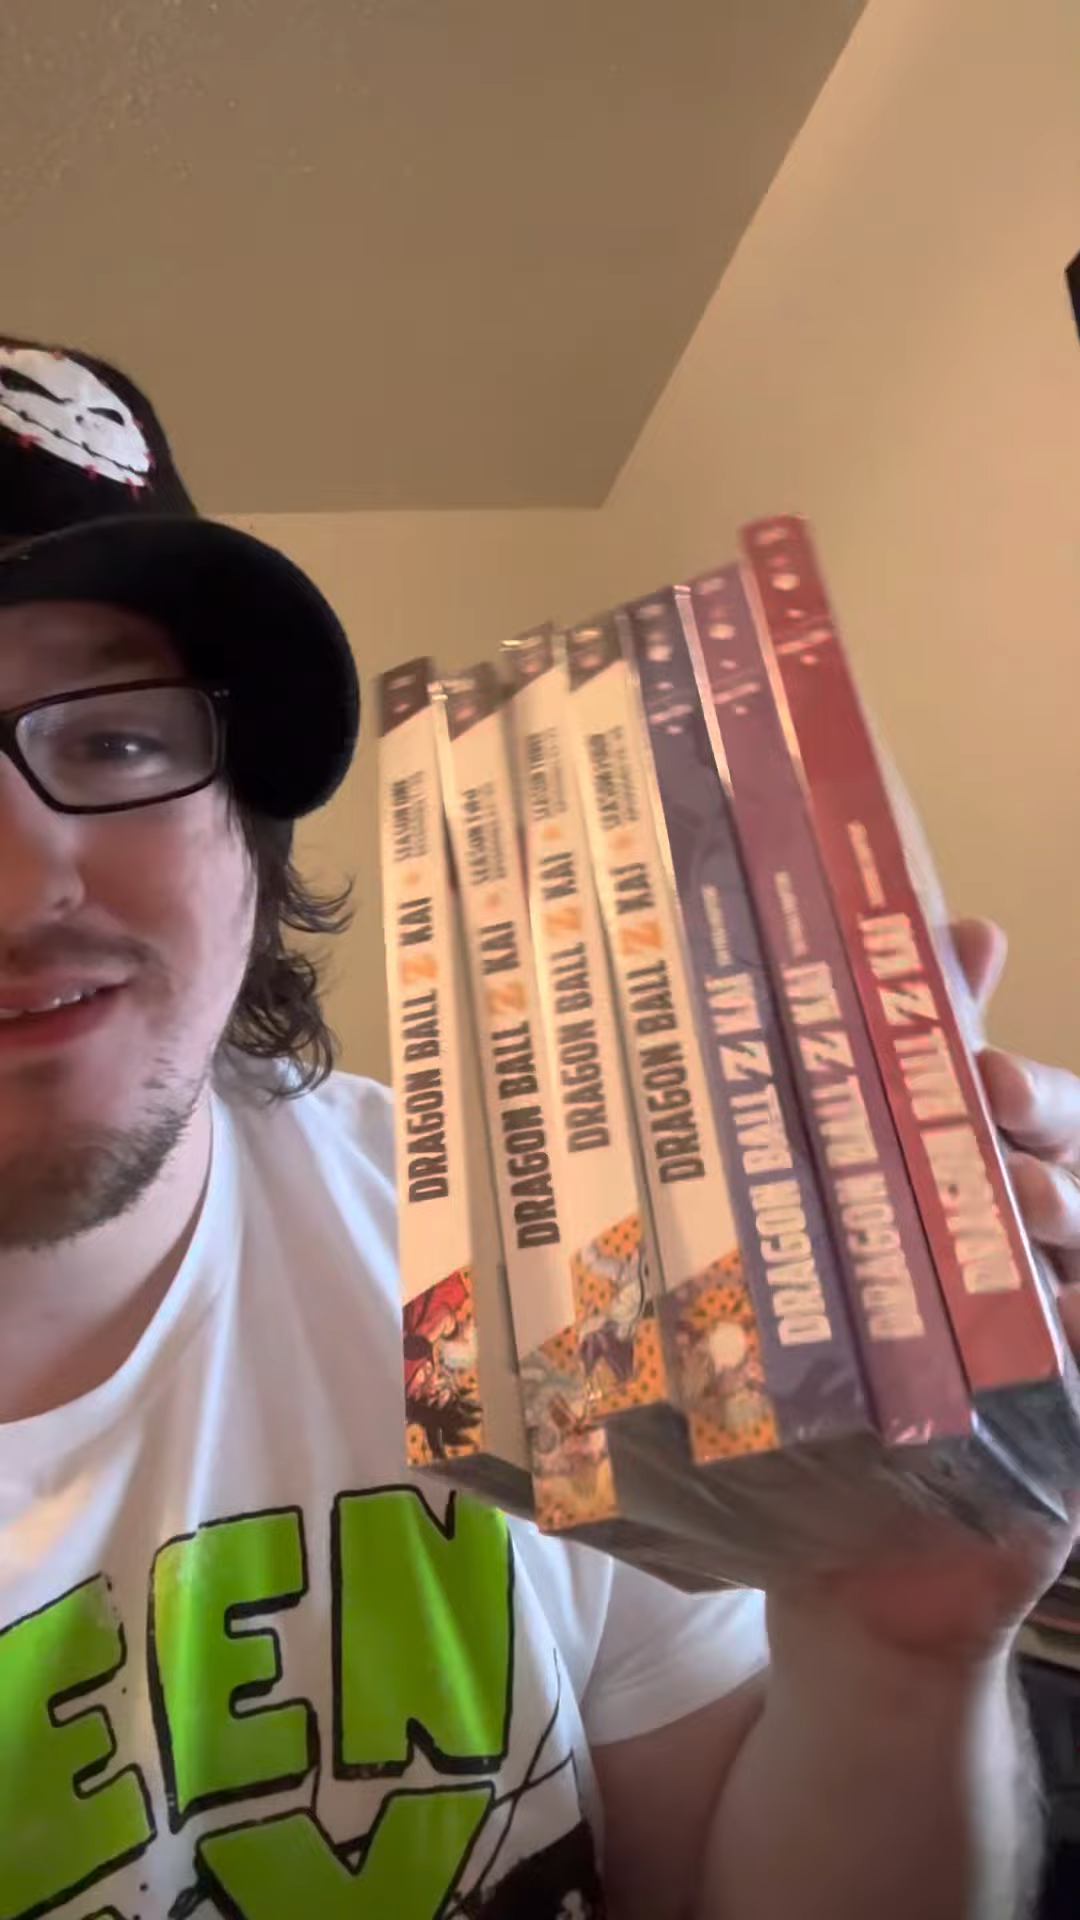 DRAGON BALL Z KAI SEASON ONE
DRAGON BALL Z KAI SEASON TWO
DRAGON BALL Z KAI SEASON THREE
DRAGON BALL Z KAI SEASON FOUR
DRAGON BALL Z KAI
DRAGON BALL Z KAI
DRAGON BALL Z KAI
EEN